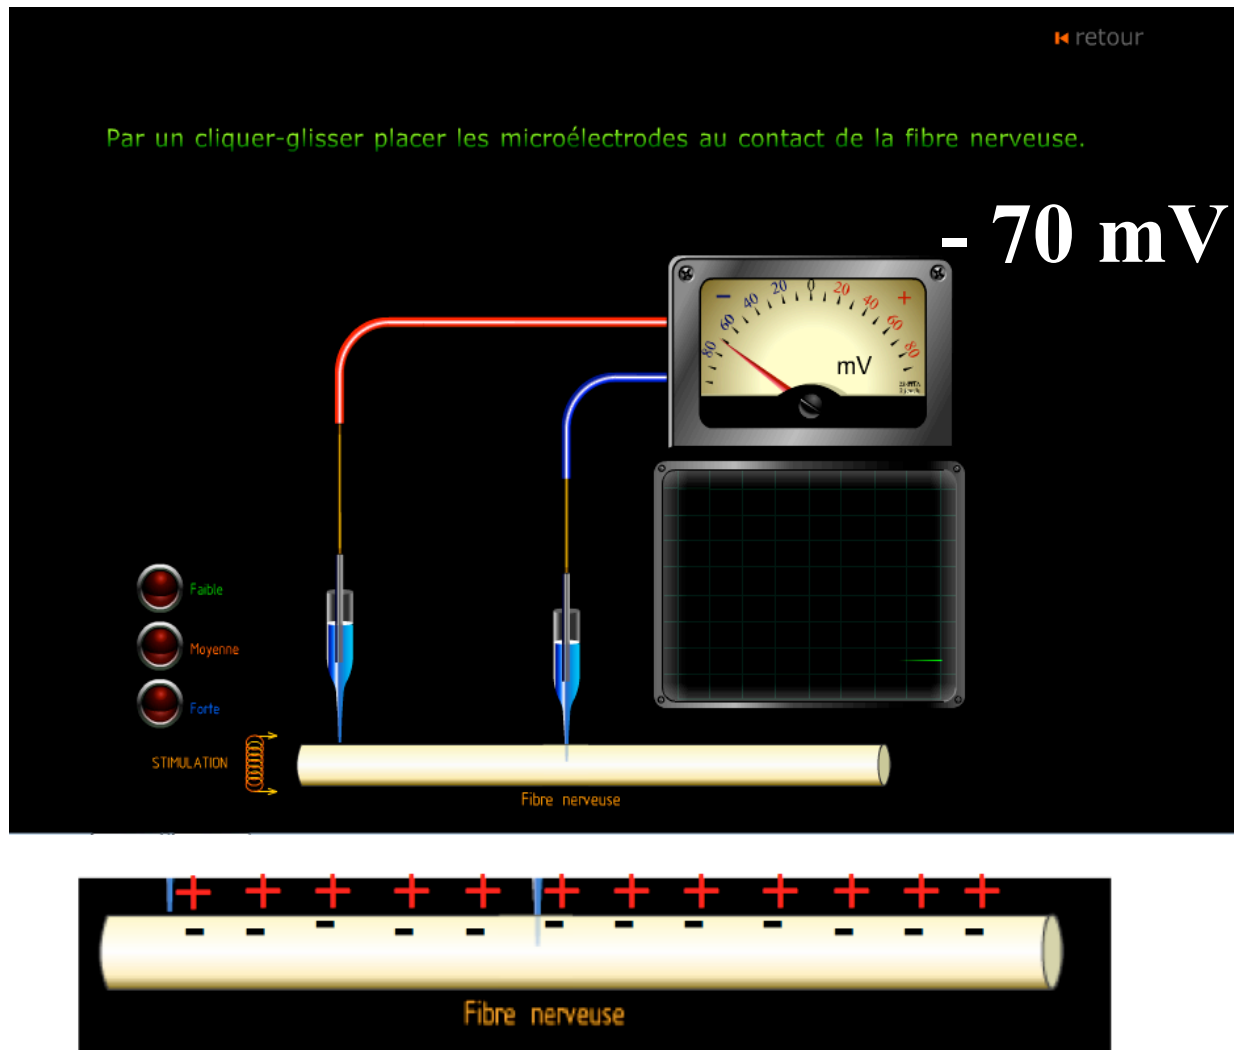 retour
Par un cliquer-glisser placer les microélectrodes au contact de la fibre nerveuse.
- 70 mV
- 80 60 40 20 0 20 40 60 80 +
mV
Faible
Moyenne
Forte
STIMULATION
Fibre nerveuse
+ + + + + + + + + + + +
- - - - - - - - - - - -
Fibre nerveuse